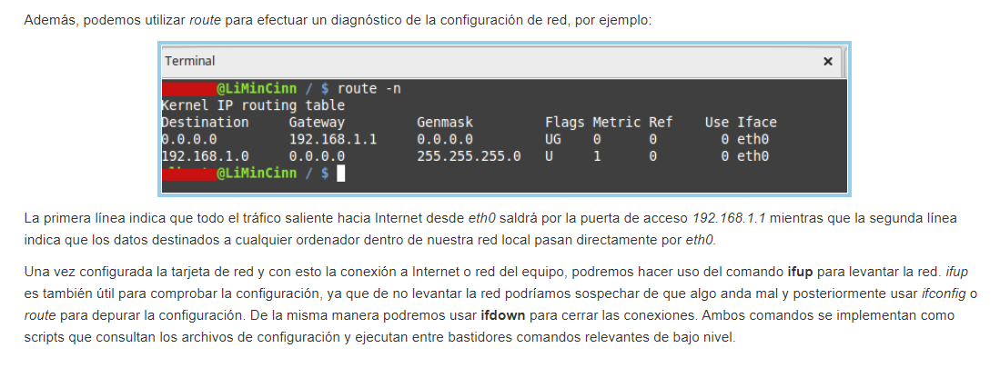 Además, podemos utilizar route para efectuar un diagnóstico de la configuración de red, por ejemplo:
Terminal ×
@LiMinCinn / $ route -n
Kernel IP routing table
Destination Gateway Genmask Flags Metric Ref Use Iface
0.0.0.0 192.168.1.1 0.0.0.0 UG 0 0 0 eth0
192.168.1.0 0.0.0.0 255.255.255.0 U 1 0 0 eth0
@LiMinCinn / $
La primera línea indica que todo el tráfico saliente hacia Internet desde eth0 saldrá por la puerta de acceso 192.168.1.1 mientras que la segunda línea
indica que los datos destinados a cualquier ordenador dentro de nuestra red local pasan directamente por eth0.
Una vez configurada la tarjeta de red y con esto la conexión a Internet o red del equipo, podremos hacer uso del comando ifup para levantar la red. ifup
es también útil para comprobar la configuración, ya que de no levantar la red podríamos sospechar de que algo anda mal y posteriormente usar ifconfig o
route para depurar la configuración. De la misma manera podremos usar ifdown para cerrar las conexiones. Ambos comandos se implementan como
scripts que consultan los archivos de configuración y ejecutan entre bastidores comandos relevantes de bajo nivel.